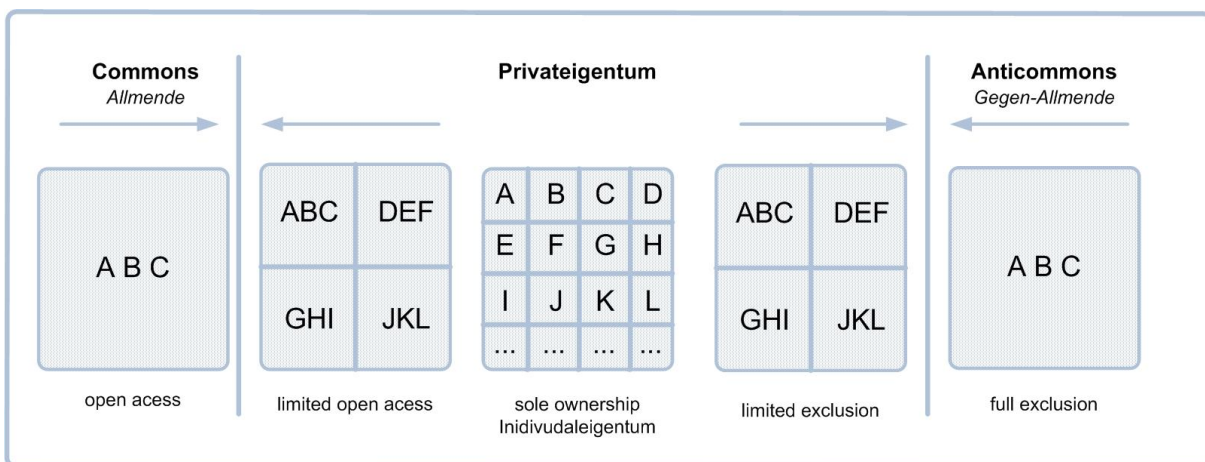 Commons
Allmende
Privateigentum
Anticommons
Gegen-Allmende
A B C
ABC DEF
GHI JKL
A B C D
E F G H
I J K L
... ... ... ...
ABC DEF
GHI JKL
A B C
open acess
limited open acess
sole ownership
Inidivudaleigentum
limited exclusion
full exclusion